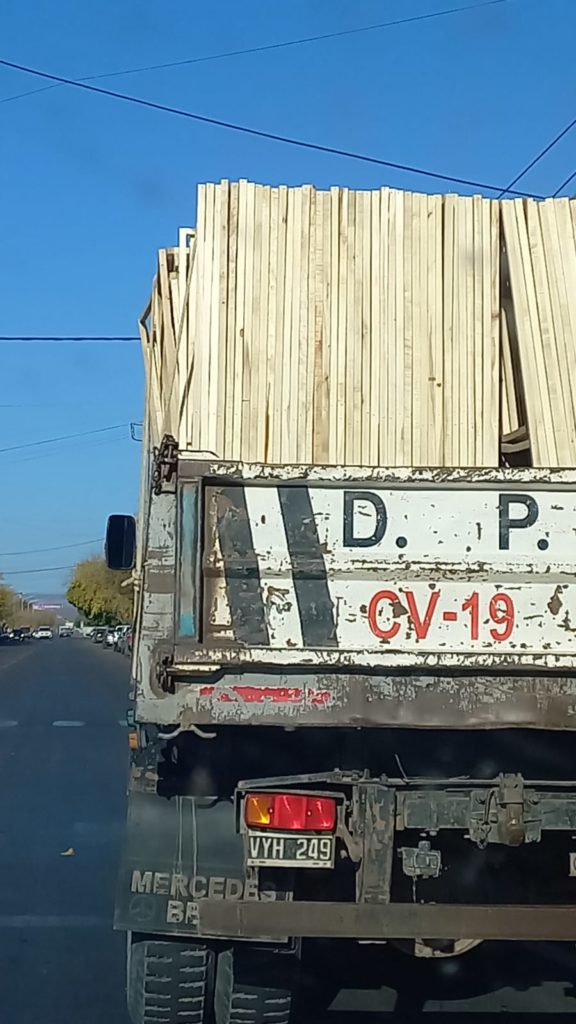 D. P.
CV-19
VYH 249
MERCEDES